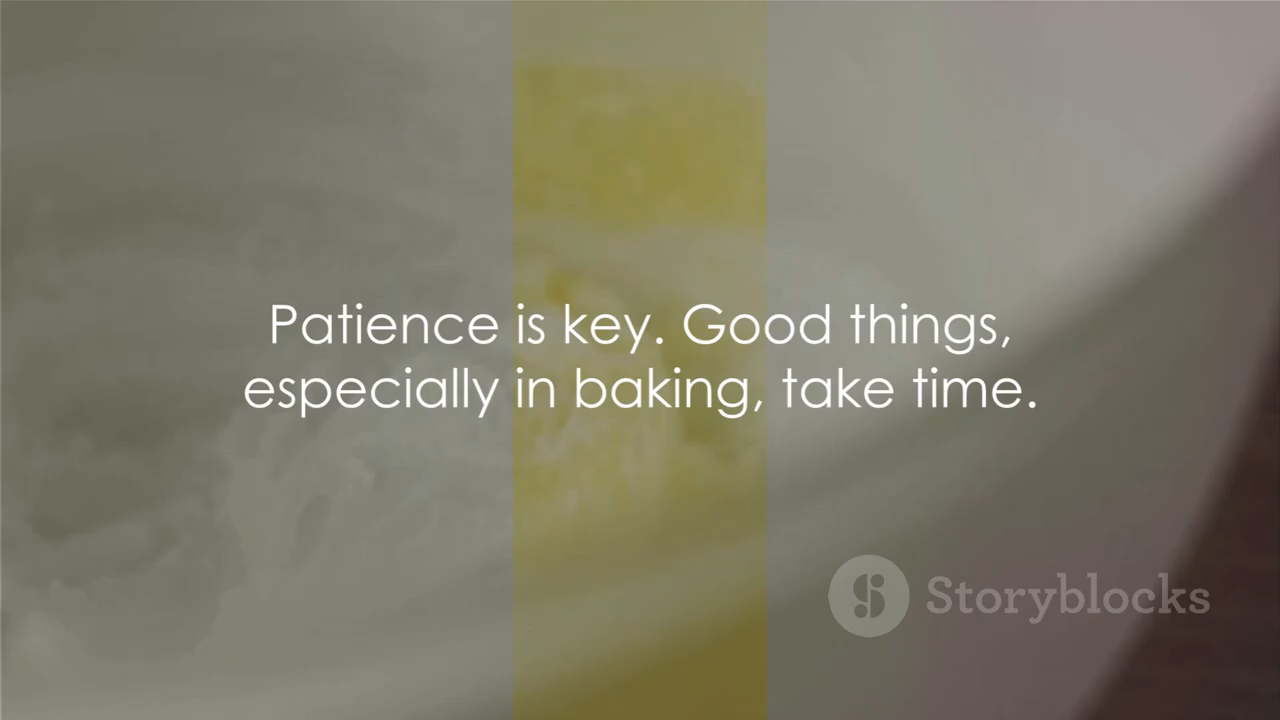 Patience is key. Good things,
especially in baking, take time.
Storyblocks